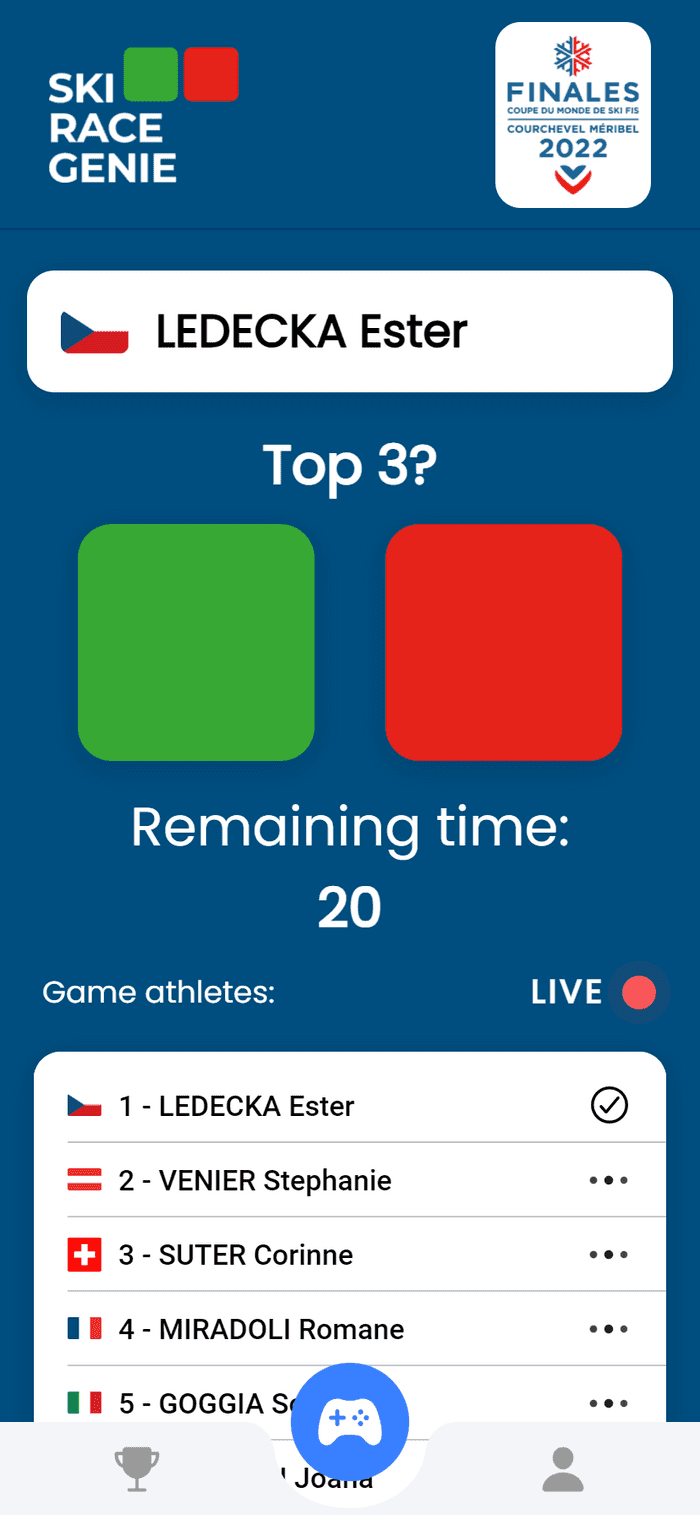 SKI
RACE
GENIE
FINALES
COUPE DU MONDE DE SKI FIS
COURCHEVEL MÉRIBEL
2022
LEDECKA Ester
Top 3?
Remaining time:
20
Game athletes:
LIVE
1 - LEDECKA Ester
2 - VENIER Stephanie
3 - SUTER Corinne
4 - MIRADOLI Romane
5 - GOGGIA
Joana